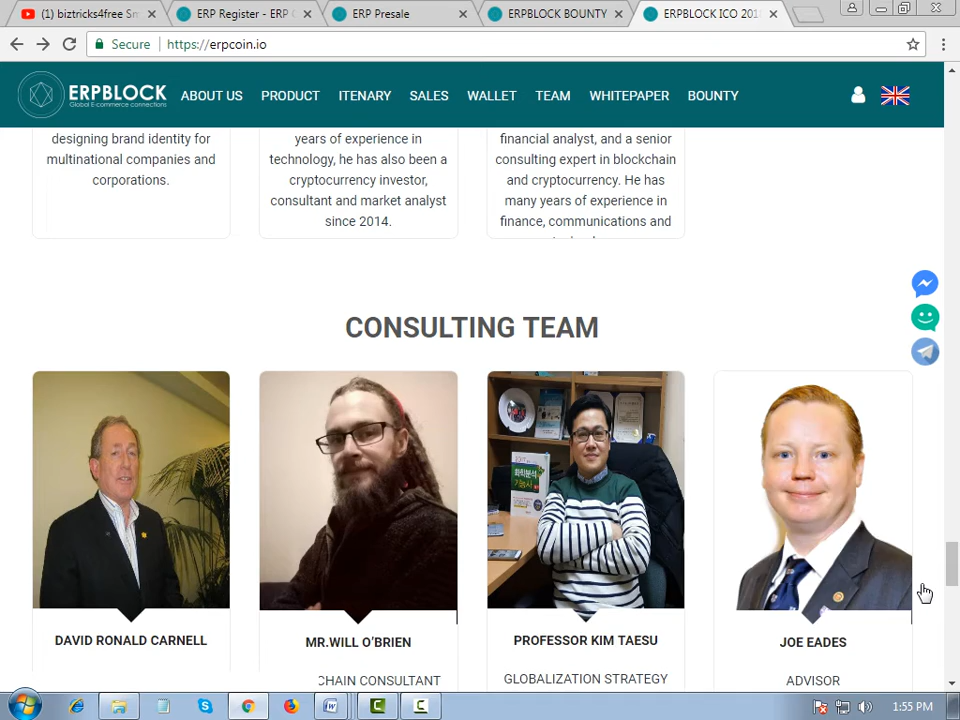 (1) biztricks4free Sm
ERP Register - ERP
ERP Presale
ERPBLOCK BOUNTY
ERPBLOCK ICO 201
Secure
https://erpcoin.io
ERPBLOCK
Global E-commerce connections
ABOUT US
PRODUCT
ITENARY
SALES
WALLET
TEAM
WHITEPAPER
BOUNTY
designing brand identity for
multinational companies and
corporations.
years of experience in
technology, he has also been a
cryptocurrency investor,
consultant and market analyst
since 2014.
financial analyst, and a senior
consulting expert in blockchain
and cryptocurrency. He has
many years of experience in
finance, communications and
CONSULTING TEAM
DAVID RONALD CARNELL
MR.WILL O'BRIEN
CHAIN CONSULTANT
PROFESSOR KIM TAESU
GLOBALIZATION STRATEGY
JOE EADES
ADVISOR
1:55 PM